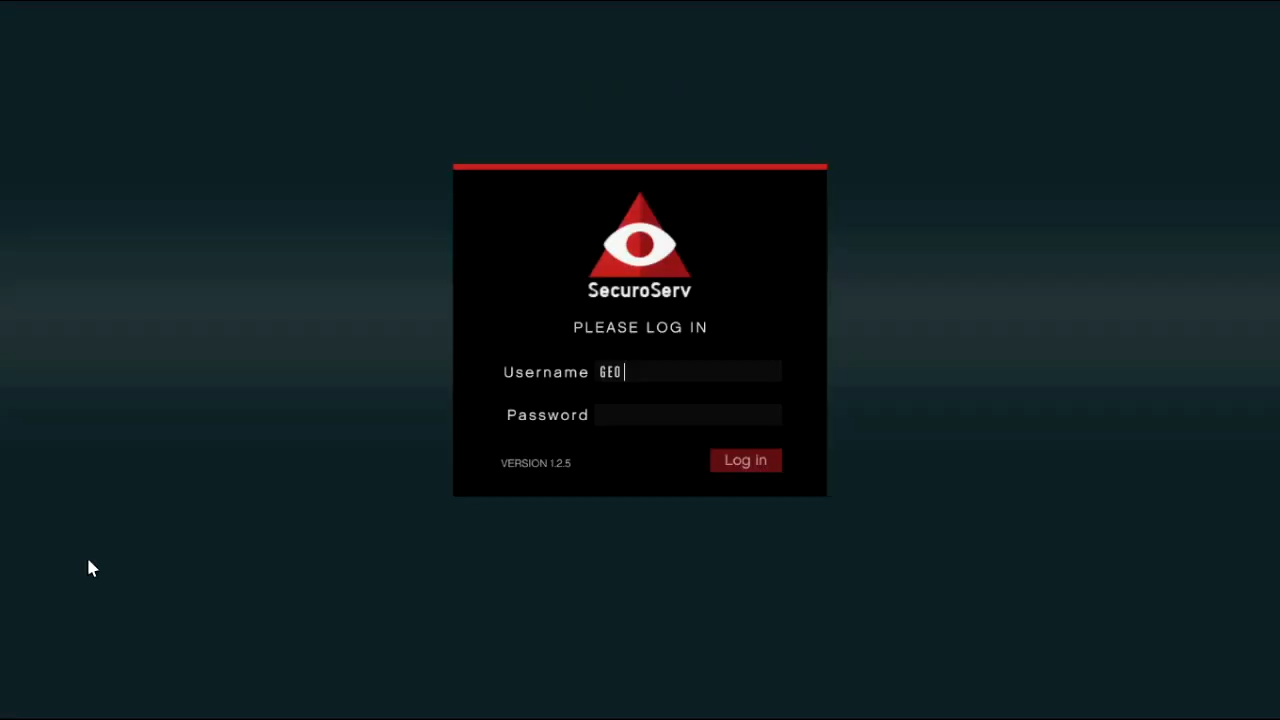 SecuroServ
PLEASE LOG IN
Username GEO
Password
VERSION 1.2.5 Log in